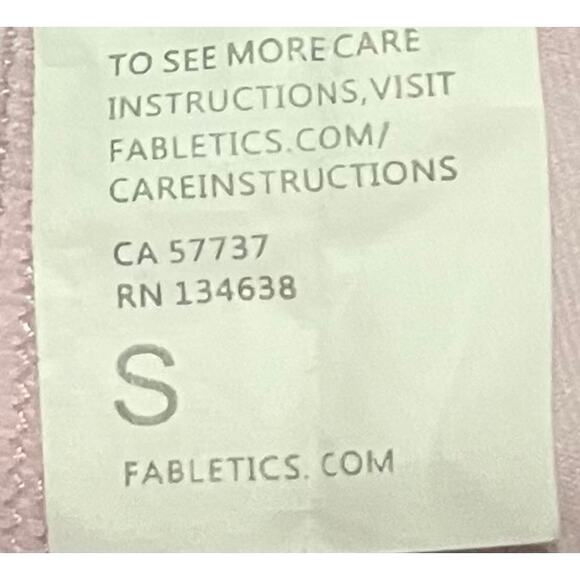 TO SEE MORE CARE
INSTRUCTIONS, VISIT
FABLETICS.COM/
CAREINSTRUCTIONS
CA 57737
RN 134638
S
FABLETICS. COM